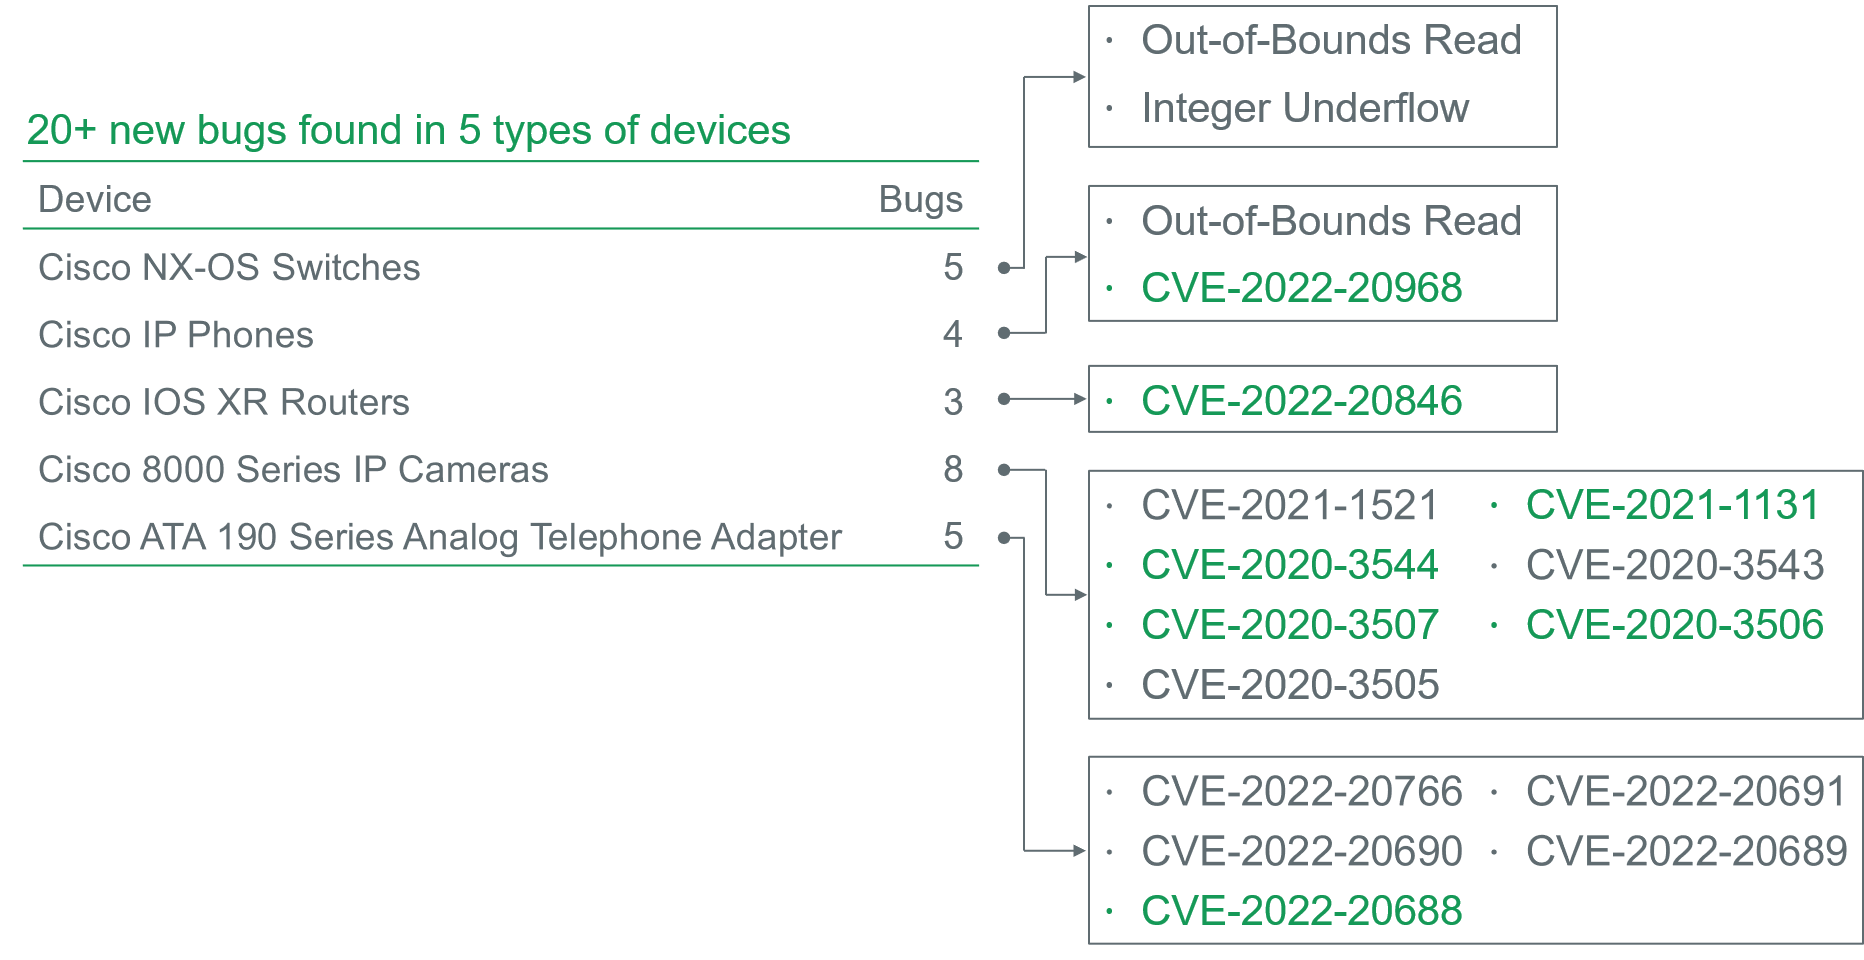 20+ new bugs found in 5 types of devices
Device Bugs
Cisco NX-OS Switches 5
Cisco IP Phones 4
Cisco IOS XR Routers 3
Cisco 8000 Series IP Cameras 8
Cisco ATA 190 Series Analog Telephone Adapter 5
· Out-of-Bounds Read
· Integer Underflow
· Out-of-Bounds Read
· CVE-2022-20968
· CVE-2022-20846
· CVE-2021-1521 · CVE-2021-1131
· CVE-2020-3544 · CVE-2020-3543
· CVE-2020-3507 · CVE-2020-3506
· CVE-2020-3505
· CVE-2022-20766 · CVE-2022-20691
· CVE-2022-20690 · CVE-2022-20689
· CVE-2022-20688